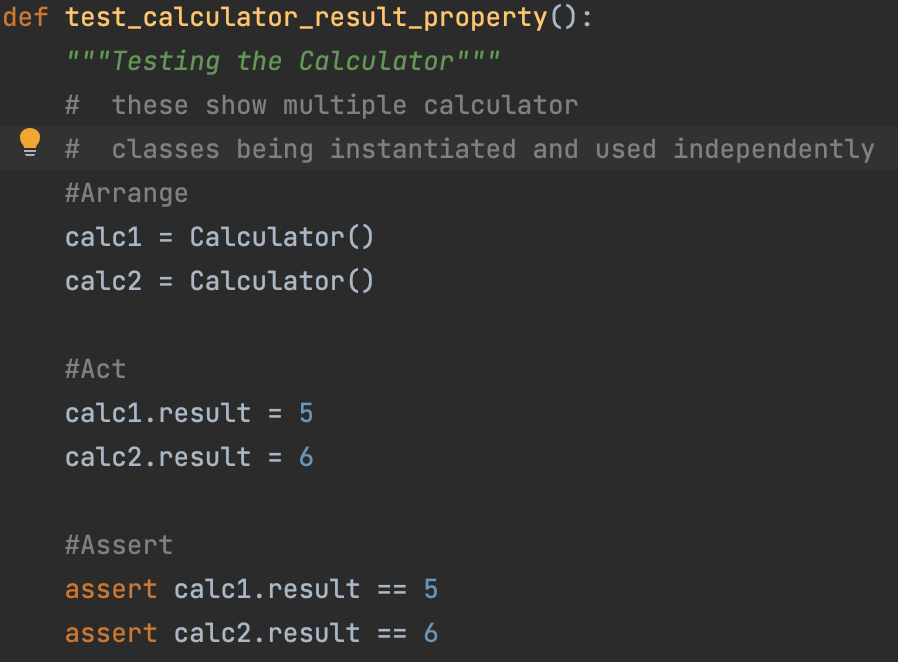 def test_calculator_result_property():
"""Testing the Calculator"""
#  these show multiple calculator
#  classes being instantiated and used independently
#Arrange
calc1 = Calculator()
calc2 = Calculator()
#Act
calc1.result = 5
calc2.result = 6
#Assert
assert calc1.result == 5
assert calc2.result == 6